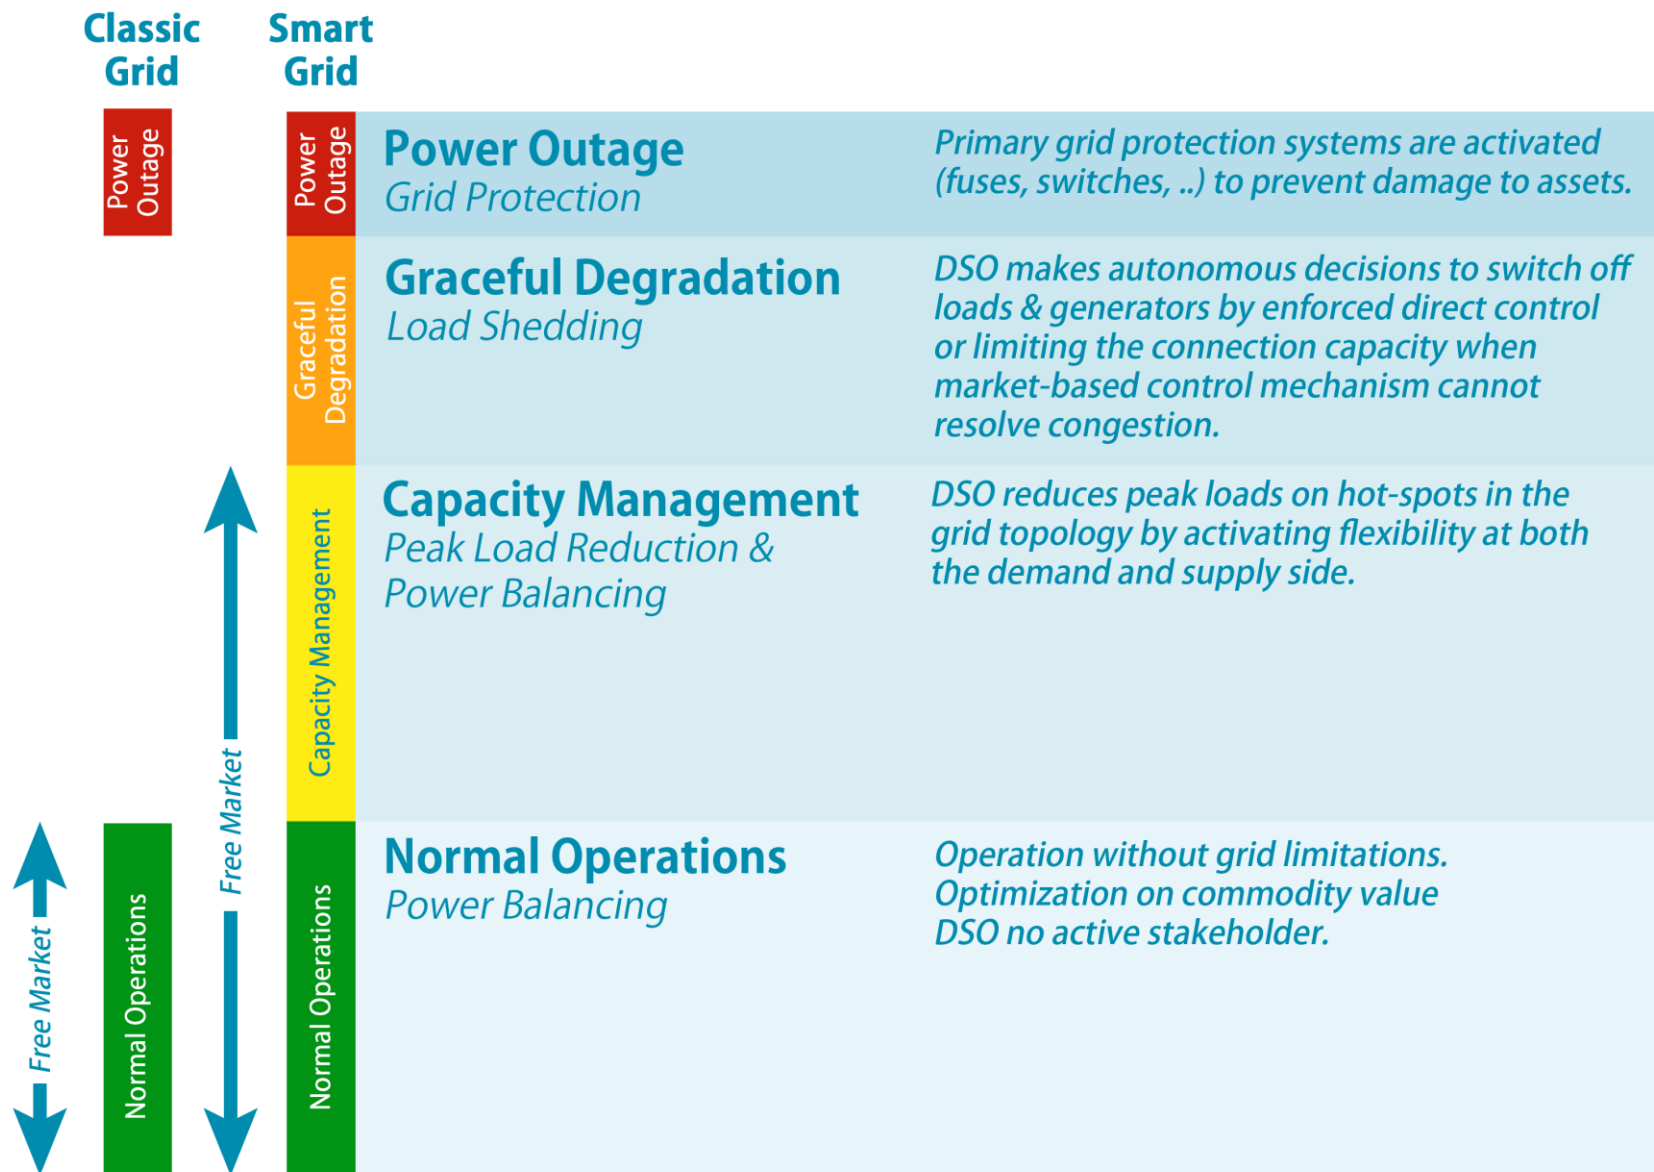 Classic
Grid
Smart
Grid
Power
Outage
Power
Outage
Power Outage
Grid Protection
Primary grid protection systems are activated
(fuses, switches, ..) to prevent damage to assets.
Graceful
Degradation
Graceful Degradation
Load Shedding
DSO makes autonomous decisions to switch off
loads & generators by enforced direct control
or limiting the connection capacity when
market-based control mechanism cannot
resolve congestion.
Free Market
Capacity Management
Capacity Management
Peak Load Reduction &
Power Balancing
DSO reduces peak loads on hot-spots in the
grid topology by activating flexibility at both
the demand and supply side.
Free Market
Normal Operations
Normal Operations
Normal Operations
Power Balancing
Operation without grid limitations.
Optimization on commodity value
DSO no active stakeholder.